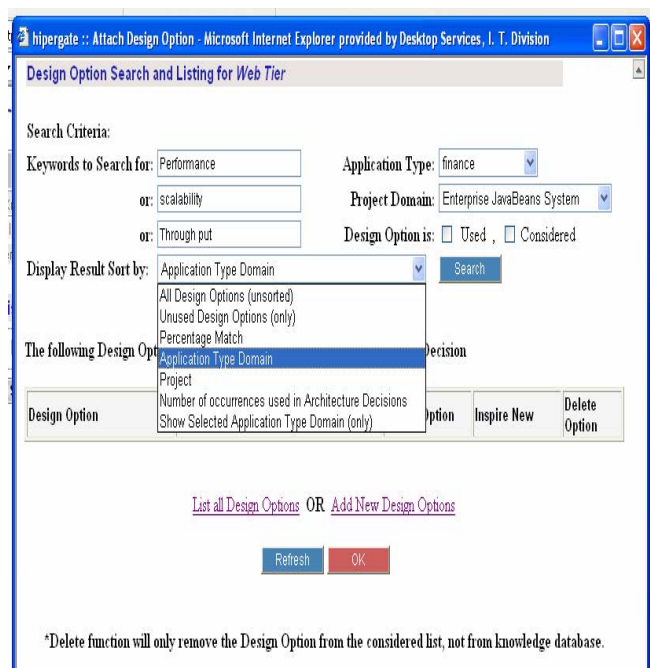 hipergate :: Attach Design Option - Microsoft Internet Explorer provided by Desktop Services, I. T. Division
Design Option Search and Listing for Web Tier
Search Criteria:
Keywords to Search for: Performance Application Type: finance
or: scalability Project Domain: Enterprise JavaBeans System
or: Through put Design Option is: Used , Considered
Display Result Sort by: Application Type Domain Search
All Design Options (unsorted)
Unused Design Options (only)
Percentage Match
The following Design Opt Application Type Domain Decision
Project
Number of occurrences used in Architecture Decisions
Show Selected Application Type Domain (only)
Design Option Option Inspire New Delete Option
List all Design Options OR Add New Design Options
Refresh OK
*Delete function will only remove the Design Option from the considered list, not from knowledge database.